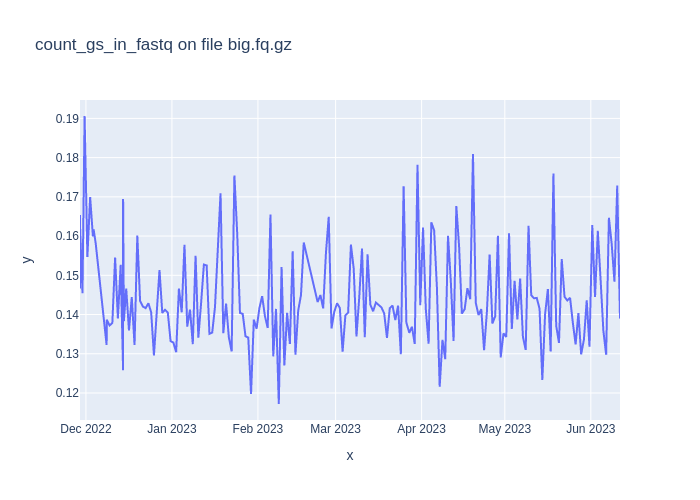 count_gs_in_fastq on file big.fq.gz
0.19
0.18
0.17
0.16
0.15
0.14
0.13
0.12
y
Dec 2022 Jan 2023 Feb 2023 Mar 2023 Apr 2023 May 2023 Jun 2023
x